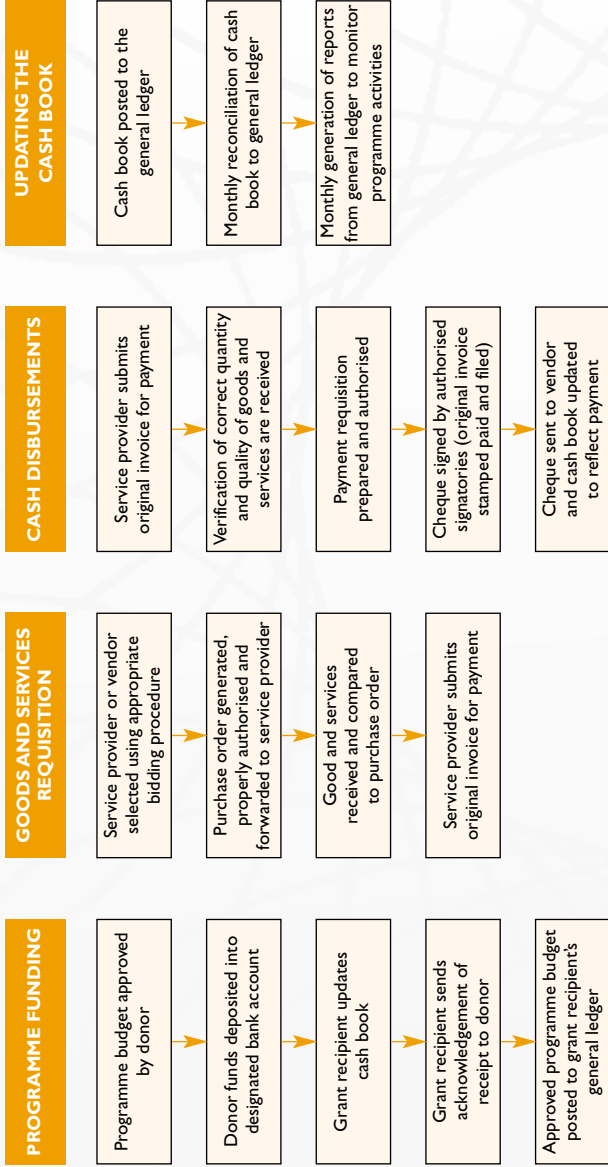 PROGRAMME FUNDING
Programme budget approved
by donor
Donor funds deposited into
designated bank account
Grant recipient updates
cash book
Grant recipient sends
acknowledgement of
receipt to donor
Approved programme budget
posted to grant recipient's
general ledger
GOODS AND SERVICES
REQUISITION
Service provider or vendor
selected using appropriate
bidding procedure
Purchase order generated,
properly authorised and
forwarded to service provider
Good and services
received and compared
to purchase order
Service provider submits
original invoice for payment
CASH DISBURSEMENTS
Service provider submits
original invoice for payment
Verification of correct quantity
and quality of goods and
services are received
Payment requisition
prepared and authorised
Cheque signed by authorised
signatories (original invoice
stamped paid and filed)
Cheque sent to vendor
and cash book updated
to reflect payment
UPDATING THE
CASH BOOK
Cash book posted to the
general ledger
Monthly reconciliation of cash
book to general ledger
Monthly generation of reports
from general ledger to monitor
programme activities